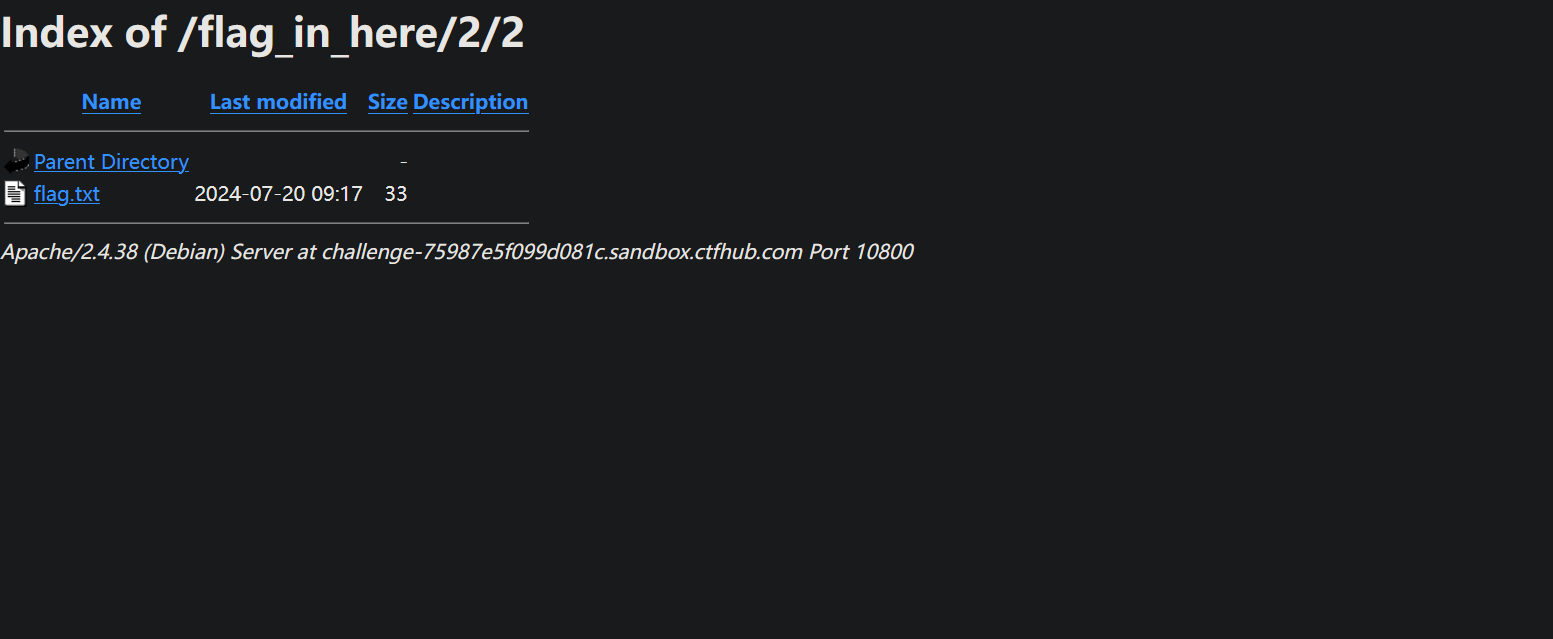 Index of /flag_in_here/2/2
Name Last modified Size Description
Parent Directory -
flag.txt 2024-07-20 09:17 33
Apache/2.4.38 (Debian) Server at challenge-75987e5f099d081c.sandbox.ctfhub.com Port 10800